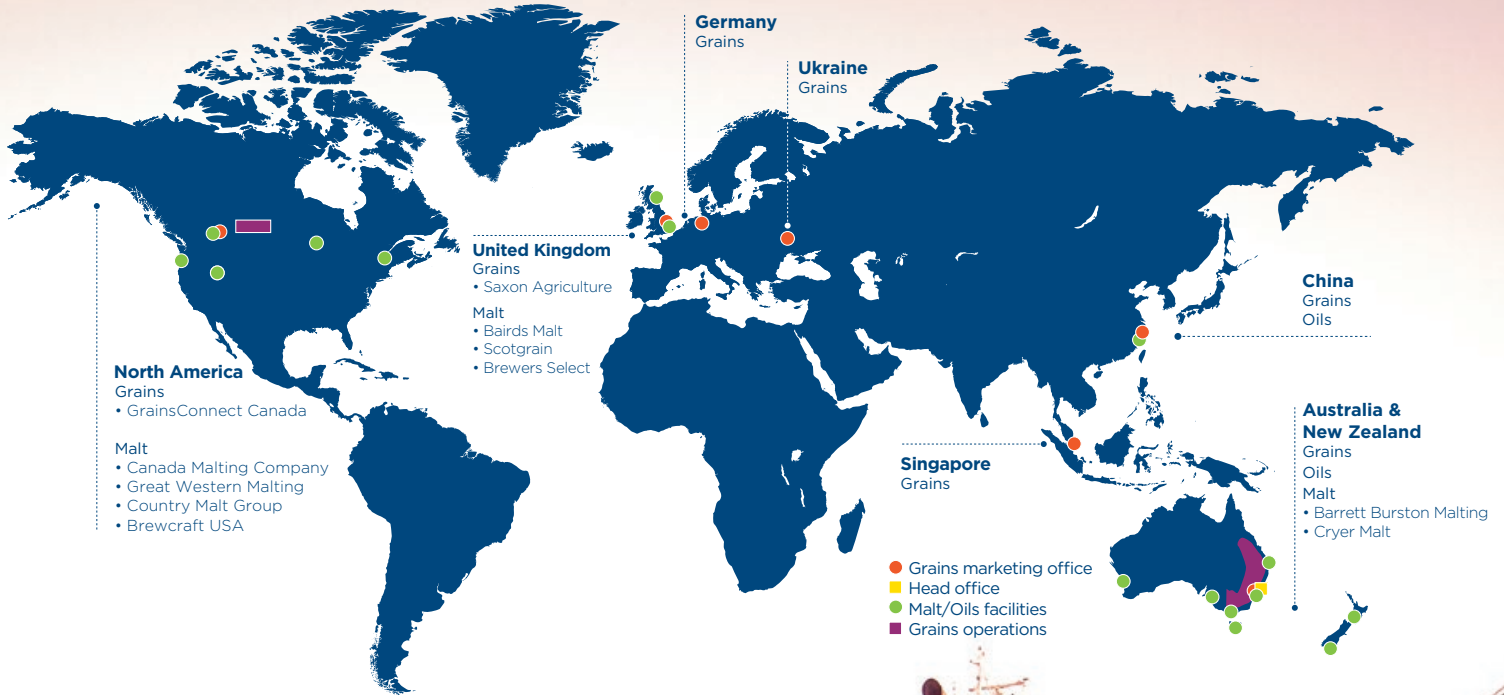 Germany
Grains
Ukraine
Grains
United Kingdom
Grains
• Saxon Agriculture
Malt
• Bairds Malt
• Scotgrain
• Brewers Select
China
Grains
Oils
North America
Grains
• GrainsConnect Canada
Malt
• Canada Malting Company
• Great Western Malting
• Country Malt Group
• Brewcraft USA
Singapore
Grains
Australia &
New Zealand
Grains
Oils
Malt
• Barrett Burston Malting
• Cryer Malt
Grains marketing office
Head office
Malt/Oils facilities
Grains operations